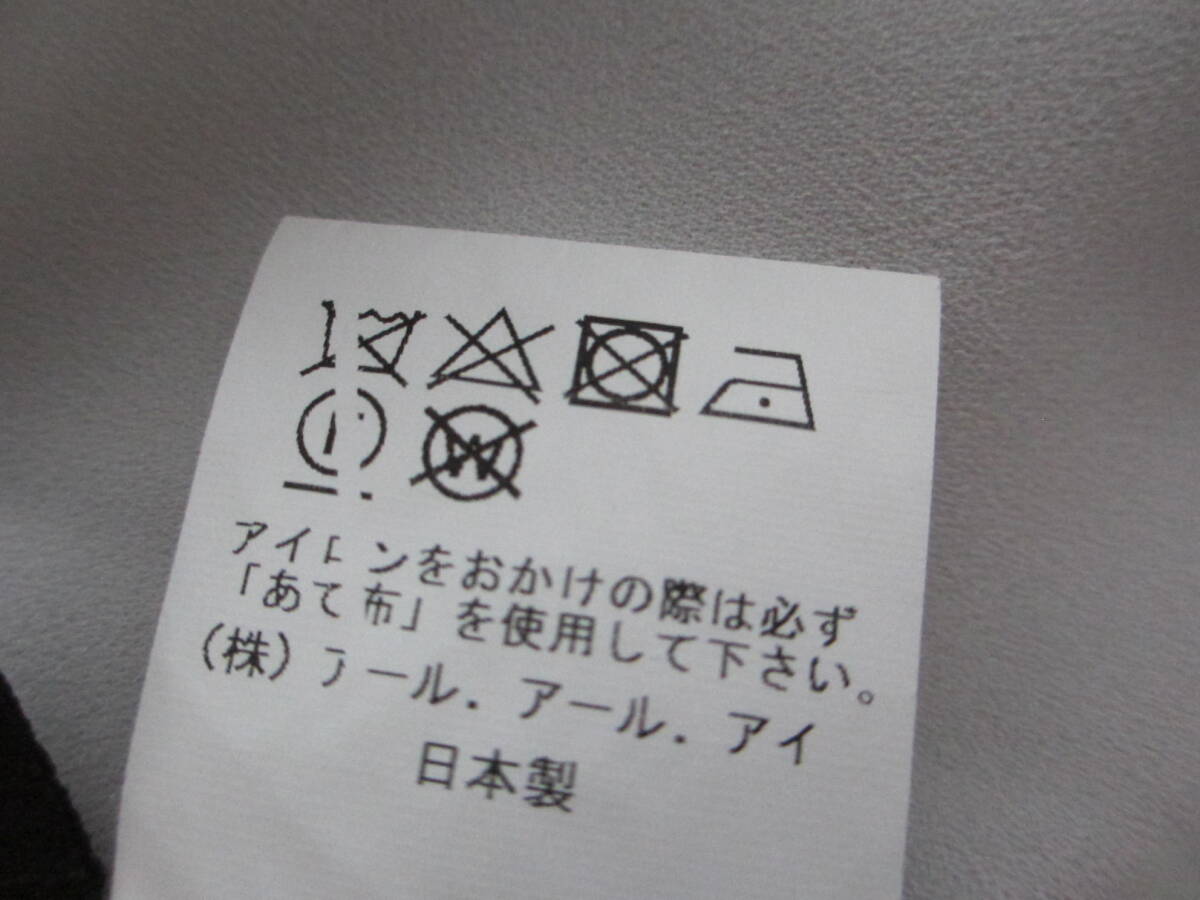 W
アイロンをおかけの際は必ず
「あて布」を使用して下さい。
(株)アール.アール.アイ
日本製